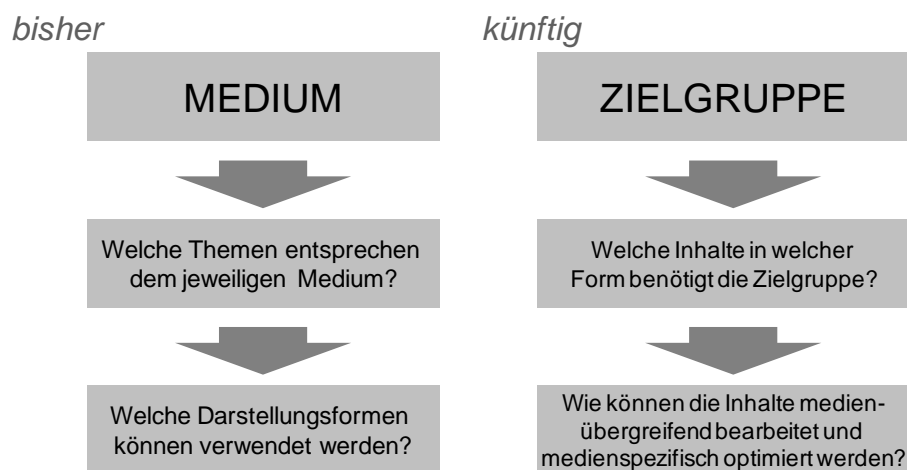 bisher
MEDIUM
Welche Themen entsprechen
dem jeweiligen Medium?
Welche Darstellungsformen
können verwendet werden?
künftig
ZIELGRUPPE
Welche Inhalte in welcher
Form benötigt die Zielgruppe?
Wie können die Inhalte medien-
übergreifend bearbeitet und
medienspezifisch optimiert werden?